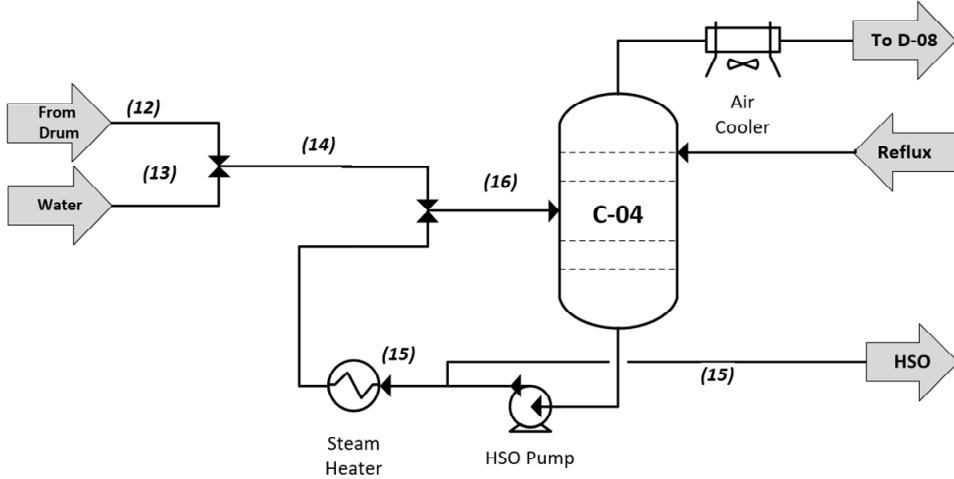 To D-08
From
Drum
(12)
Air
Cooler
(14)
Reflux
(13)
(16)
Water
C-04
(15)
HSO
(15)
Steam
Heater
HSO Pump